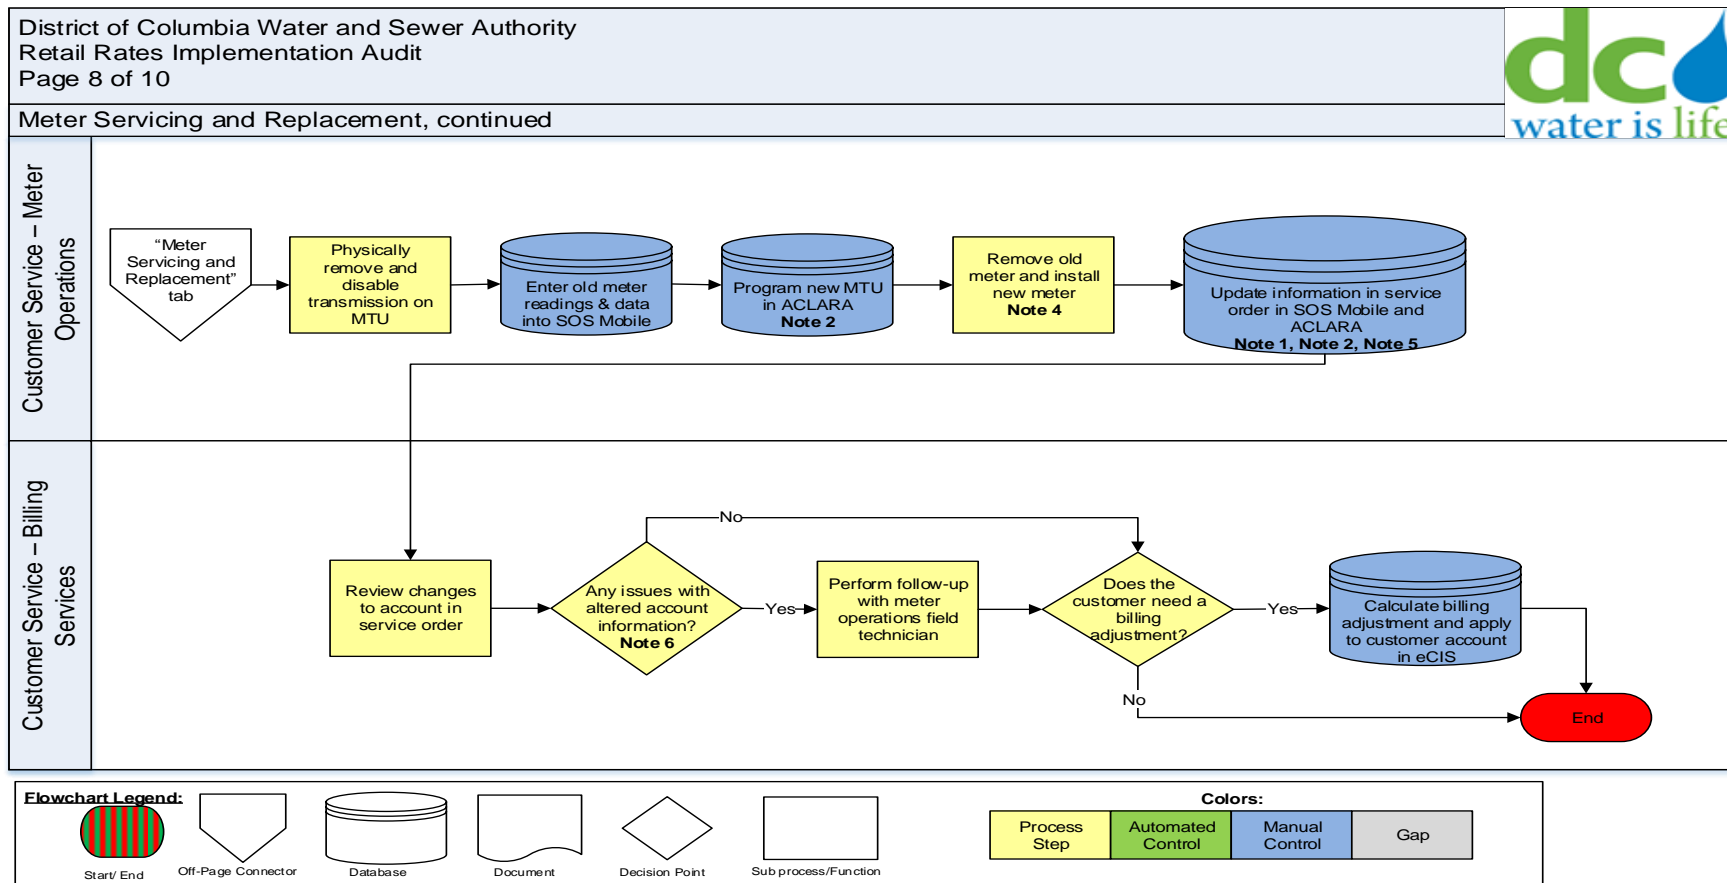 District of Columbia Water and Sewer Authority
Retail Rates Implementation Audit
Page 8 of 10
dc
water is life
Meter Servicing and Replacement, continued
Customer Service – Meter
Operations
“Meter
Servicing and
Replacement”
tab
Physically
remove and
disable
transmission on
MTU
Enter old meter
readings & data
into SOS Mobile
Program new MTU
in ACLARA
Note 2
Remove old
meter and install
new meter
Note 4
Update information in service
order in SOS Mobile and
ACLARA
Note 1, Note 2, Note 5
Customer Service – Billing
Services
Review changes
to account in
service order
Any issues with
altered account
information?
Note 6
No
Yes
Perform follow-up
with meter
operations field
technician
Does the
customer need a
billing
adjustment?
Yes
No
Calculate billing
adjustment and apply
to customer account
in eCIS
End
Flowchart Legend:
Start/ End
Off-Page Connector
Database
Document
Decision Point
Sub process/Function
Colors:
Process
Step
Automated
Control
Manual
Control
Gap